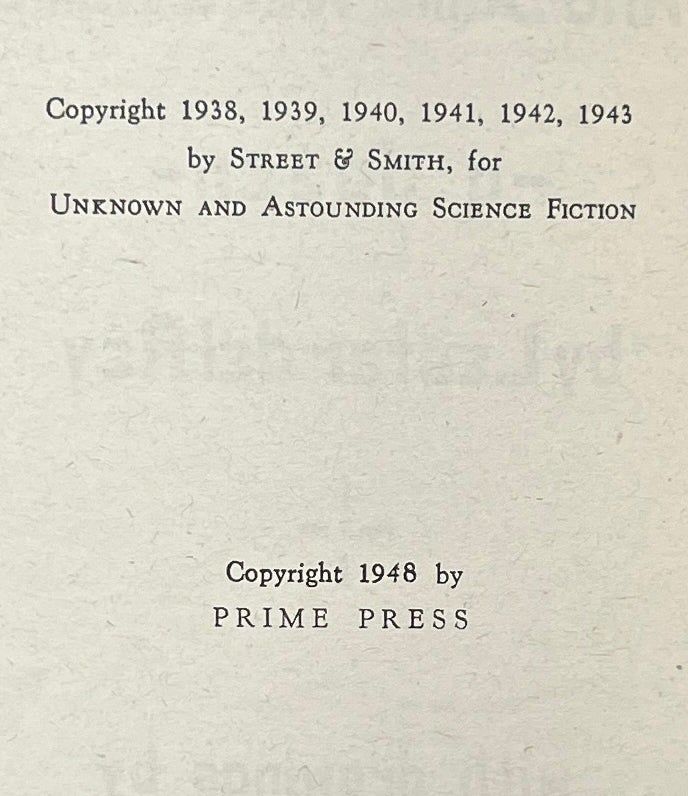 Copyright 1938, 1939, 1940, 1941, 1942, 1943
by STREET & SMITH, for
UNKNOWN AND ASTOUNDING SCIENCE FICTION
Copyright 1948 by
PRIME PRESS